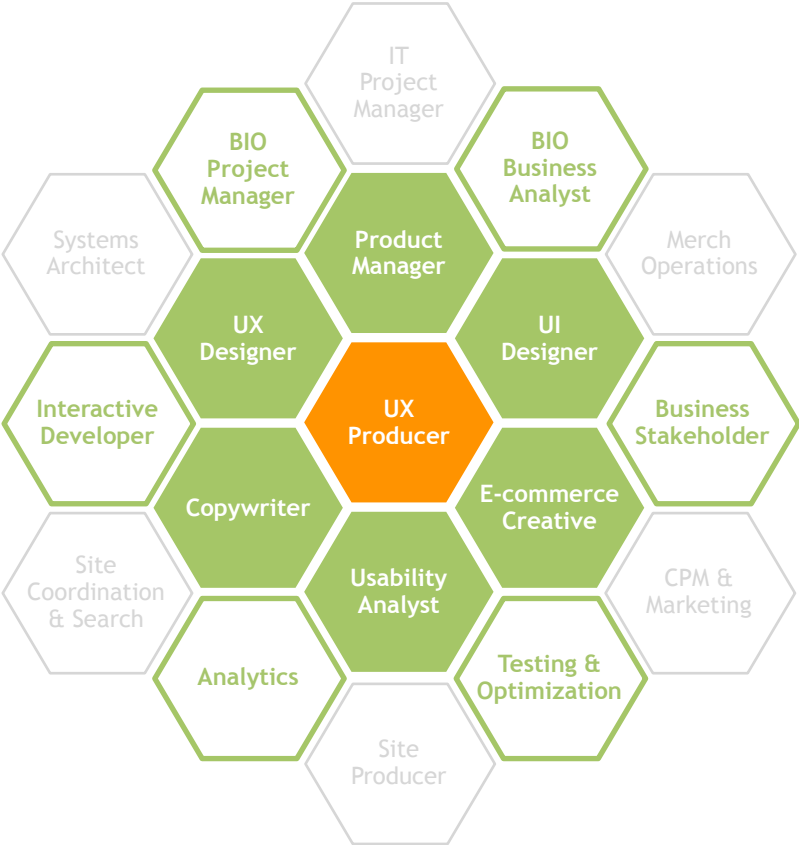 IT
Project
Manager
BIO
Project
Manager
BIO
Business
Analyst
Systems
Architect
Product
Manager
Merch
Operations
UX
Designer
UI
Designer
Interactive
Developer
UX
Producer
Business
Stakeholder
Copywriter
E-commerce
Creative
Site
Coordination
& Search
Usability
Analyst
CPM &
Marketing
Analytics
Testing &
Optimization
Site
Producer